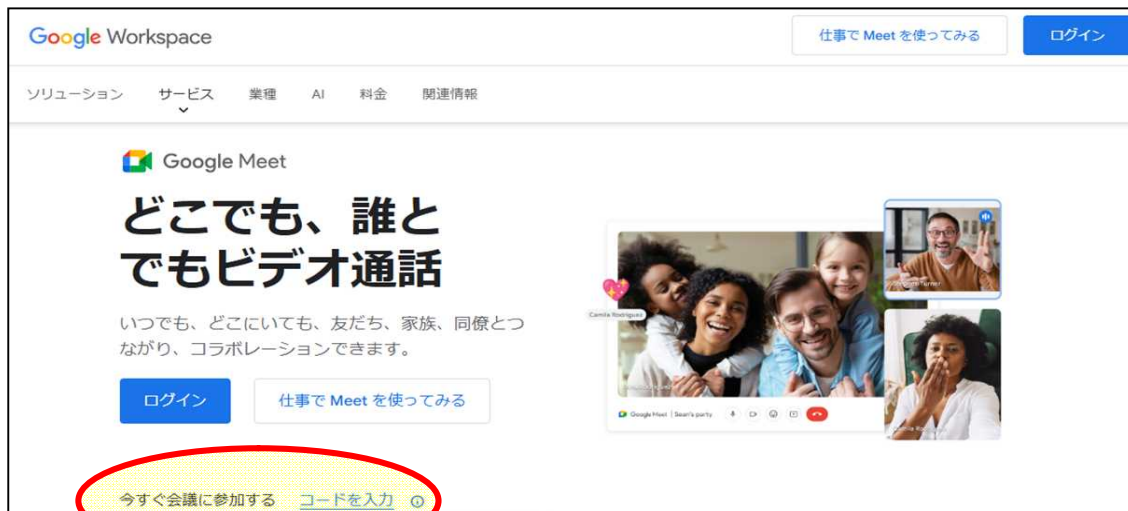 Google Workspace
仕事で Meet を使ってみる
ログイン
ソリューション サービス 業種 AI 料金 関連情報
Google Meet
どこでも、誰と
でもビデオ通話
いつでも、どこにいても、友だち、家族、同僚とつ
ながり、コラボレーションできます。
ログイン
仕事で Meet を使ってみる
Camila Rodriguez
Google Meet | Sean's party
今すぐ会議に参加する コードを入力